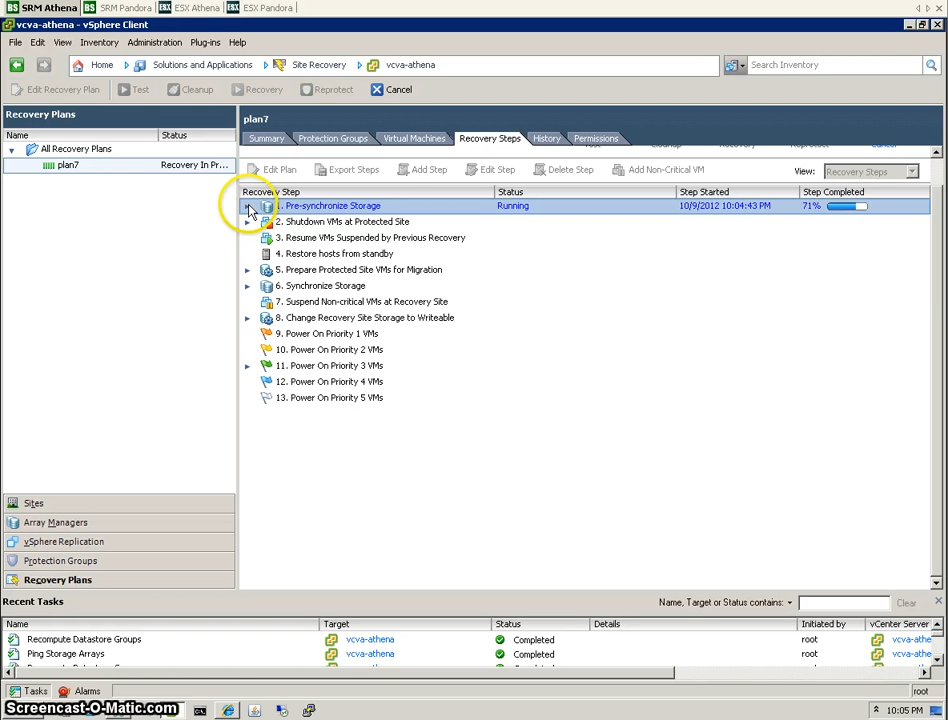 BS SRM Athena BS SRM Pandora ESX ESX Athena ESX ESX Pandora
vcva-athena - vSphere Client
File Edit View Inventory Administration Plug-ins Help
Home Solutions and Applications Site Recovery vcva-athena Search Inventory
Edit Recovery Plan Test Cleanup Recovery Reprotect Cancel
Recovery Plans
Name Status
All Recovery Plans
plan7 Recovery In Pr...
plan7
Summary Protection Groups Virtual Machines Recovery Steps History Permissions
Edit Plan Export Steps Add Step Edit Step Delete Step Add Non-Critical VM View: Recovery Steps
Recovery Step Status Step Started Step Completed
1. Pre-synchronize Storage Running 10/9/2012 10:04:43 PM 71%
2. Shutdown VMs at Protected Site
3. Resume VMs Suspended by Previous Recovery
4. Restore hosts from standby
5. Prepare Protected Site VMs for Migration
6. Synchronize Storage
7. Suspend Non-critical VMs at Recovery Site
8. Change Recovery Site Storage to Writeable
9. Power On Priority 1 VMs
10. Power On Priority 2 VMs
11. Power On Priority 3 VMs
12. Power On Priority 4 VMs
13. Power On Priority 5 VMs
Sites
Array Managers
vSphere Replication
Protection Groups
Recovery Plans
Recent Tasks Name, Target or Status contains: Clear
Name Target Status Details Initiated by vCenter Server
Recompute Datastore Groups vcva-athena Completed root vcva-athe
Ping Storage Arrays vcva-athena Completed root vcva-athe
Tasks Alarms root
Screencast-O-Matic.com 10:05 PM